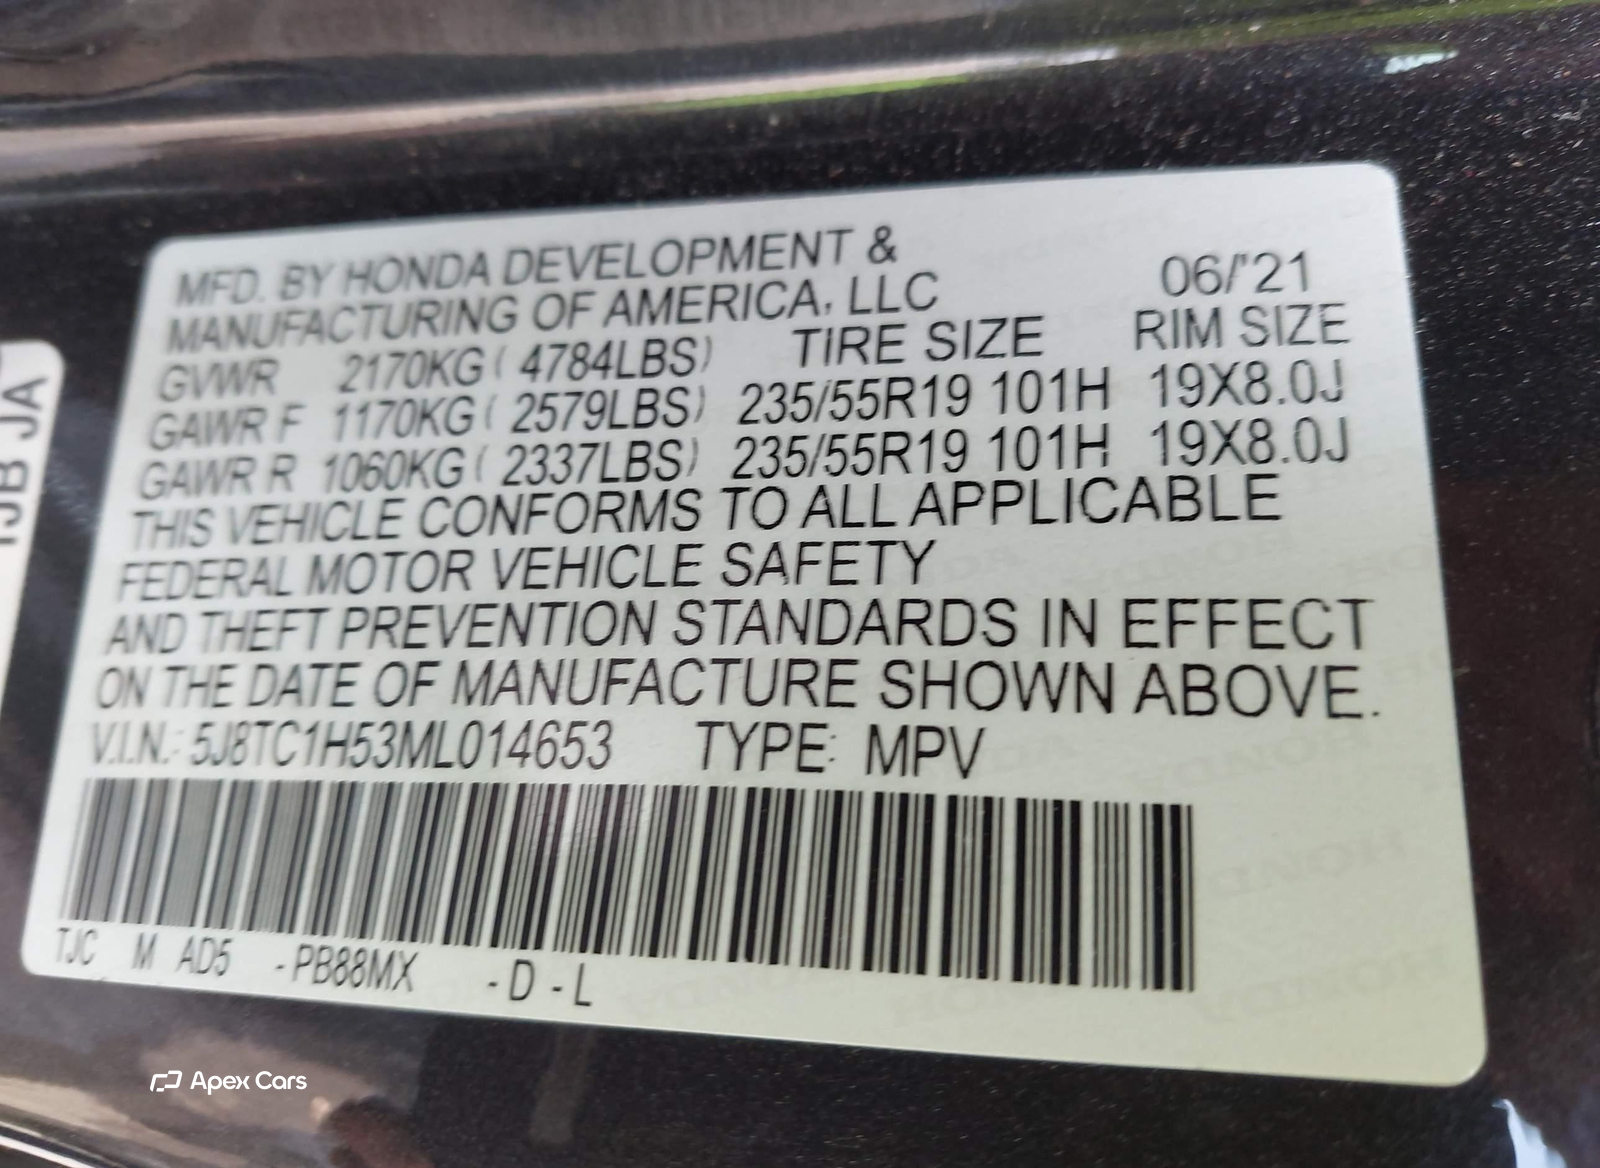 MFD. BY HONDA DEVELOPMENT &
MANUFACTURING OF AMERICA, LLC 06/'21
GVWR 2170KG ( 4784LBS) TIRE SIZE RIM SIZE
GAWR F 1170KG ( 2579LBS) 235/55R19 101H 19X8.0J
GAWR R 1060KG ( 2337LBS) 235/55R19 101H 19X8.0J
THIS VEHICLE CONFORMS TO ALL APPLICABLE
FEDERAL MOTOR VEHICLE SAFETY
AND THEFT PREVENTION STANDARDS IN EFFECT
ON THE DATE OF MANUFACTURE SHOWN ABOVE.
V.I.N.: 5J8TC1H53ML014653 TYPE: MPV
TJC M AD5 -PB88MX -D-L
TJB JA
Apex Cars